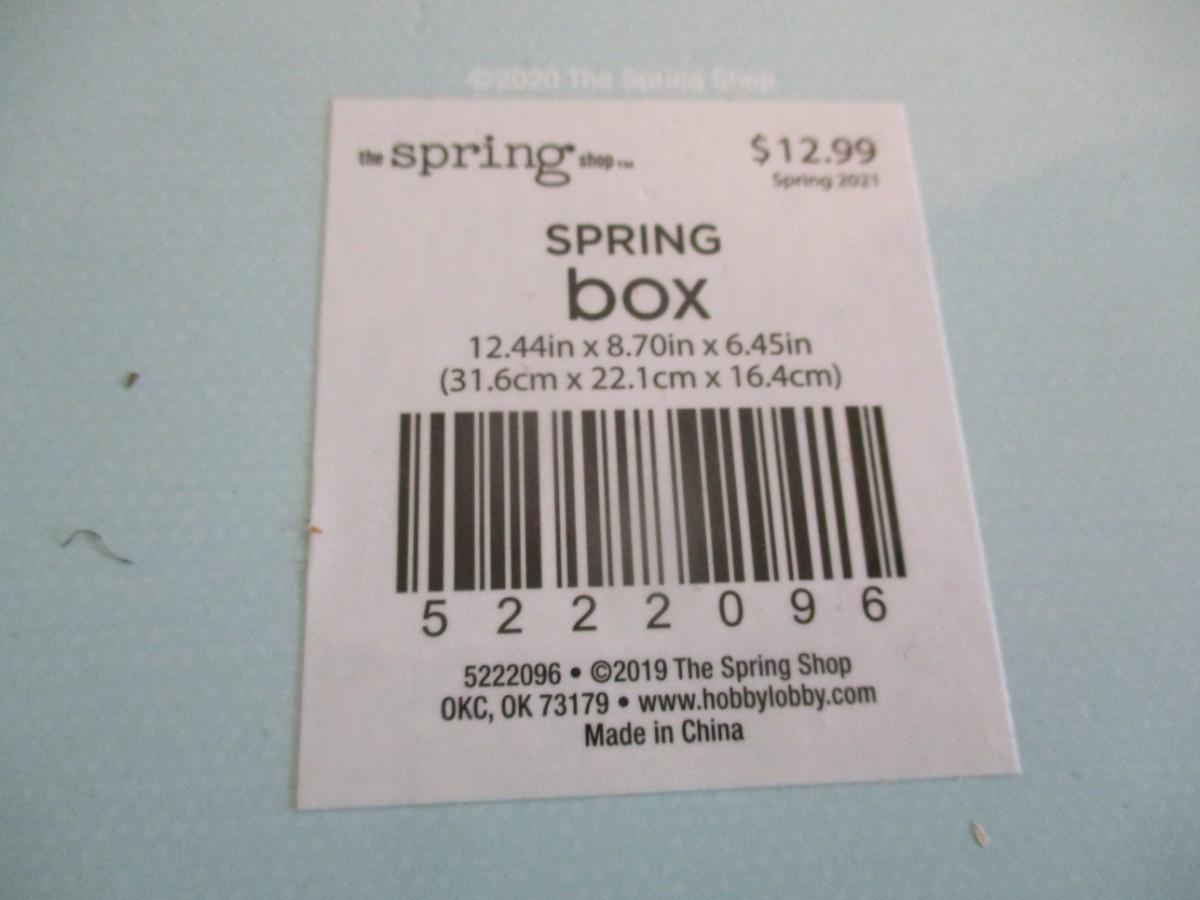 ©2020 The Spring Shop
the spring shop™
$12.99
Spring 2021
SPRING
box
12.44in x 8.70in x 6.45in
(31.6cm x 22.1cm x 16.4cm)
5 2 2 2 0 9 6
5222096 • ©2019 The Spring Shop
OKC, OK 73179 • www.hobbylobby.com
Made in China